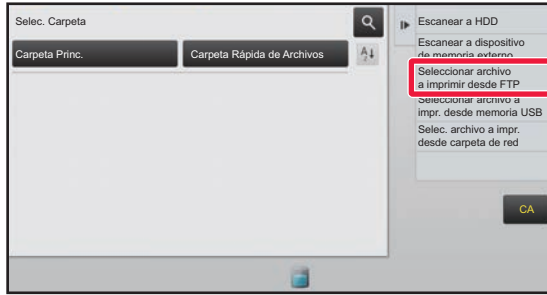 Selec. Carpeta
Carpeta Princ.
Carpeta Rápida de Archivos
Escanear a HDD
Escanear a dispositivo
de memoria externo
Seleccionar archivo
a imprimir desde FTP
Seleccionar archivo a
impr. desde memoria USB
Selec. archivo a impr.
desde carpeta de red
CA